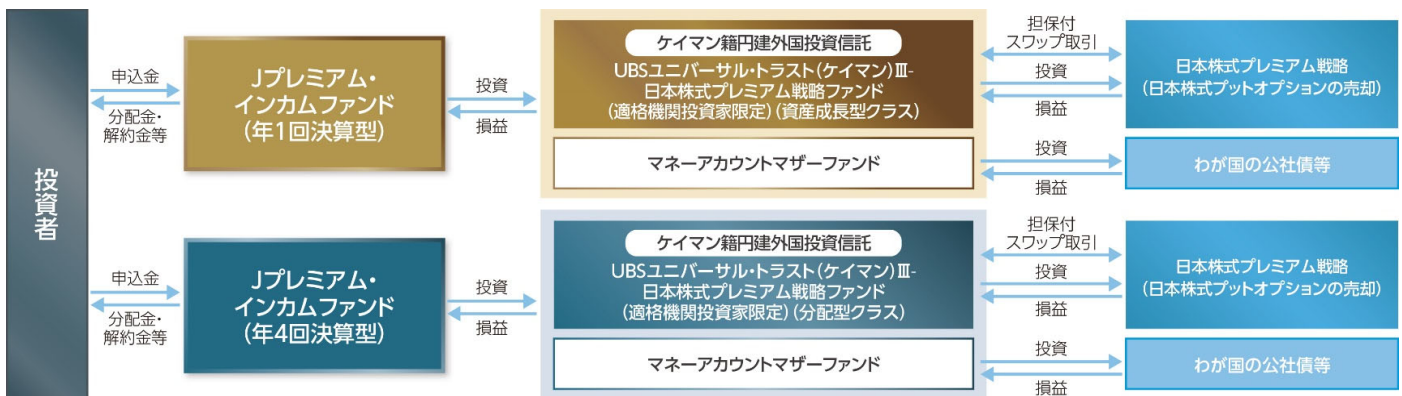 投資者
申込金
分配金・
解約金等
Jプレミアム・
インカムファンド
(年1回決算型)
投資
損益
ケイマン籍円建外国投資信託
UBSユニバーサル・トラスト(ケイマン)Ⅲ-
日本株式プレミアム戦略ファンド
(適格機関投資家限定)(資産成長型クラス)
マネーアカウントマザーファンド
担保付
スワップ取引
投資
損益
投資
損益
日本株式プレミアム戦略
(日本株式プットオプションの売却)
わが国の公社債等
申込金
分配金・
解約金等
Jプレミアム・
インカムファンド
(年4回決算型)
投資
損益
ケイマン籍円建外国投資信託
UBSユニバーサル・トラスト(ケイマン)Ⅲ-
日本株式プレミアム戦略ファンド
(適格機関投資家限定)(分配型クラス)
マネーアカウントマザーファンド
担保付
スワップ取引
投資
損益
投資
損益
日本株式プレミアム戦略
(日本株式プットオプションの売却)
わが国の公社債等